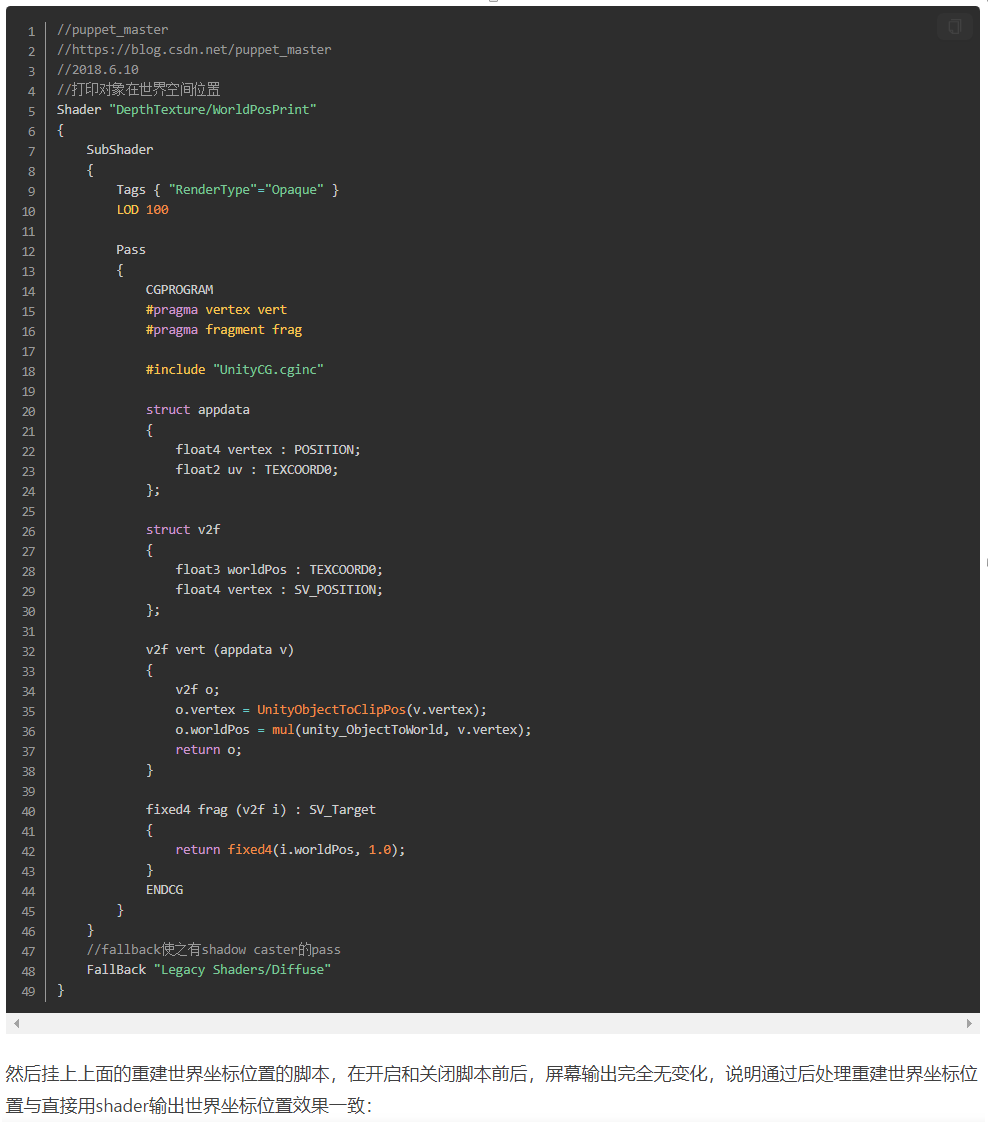 1 //puppet_master
2 //https://blog.csdn.net/puppet_master
3 //2018.6.10
4 //打印对象在世界空间位置
5 Shader "DepthTexture/WorldPosPrint"
6 {
7     SubShader
8     {
9         Tags { "RenderType"="Opaque" }
10         LOD 100
11
12         Pass
13         {
14             CGPROGRAM
15             #pragma vertex vert
16             #pragma fragment frag
17
18             #include "UnityCG.cginc"
19
20             struct appdata
21             {
22                 float4 vertex : POSITION;
23                 float2 uv : TEXCOORD0;
24             };
25
26             struct v2f
27             {
28                 float3 worldPos : TEXCOORD0;
29                 float4 vertex : SV_POSITION;
30             };
31
32             v2f vert (appdata v)
33             {
34                 v2f o;
35                 o.vertex = UnityObjectToClipPos(v.vertex);
36                 o.worldPos = mul(unity_ObjectToWorld, v.vertex);
37                 return o;
38             }
39
40             fixed4 frag (v2f i) : SV_Target
41             {
42                 return fixed4(i.worldPos, 1.0);
43             }
44             ENDCG
45         }
46     }
47     //fallback使之有shadow caster的pass
48     FallBack "Legacy Shaders/Diffuse"
49 }
然后挂上上面的重建世界坐标位置的脚本，在开启和关闭脚本前后，屏幕输出完全无变化，说明通过后处理重建世界坐标位
置与直接用shader输出世界坐标位置效果一致：